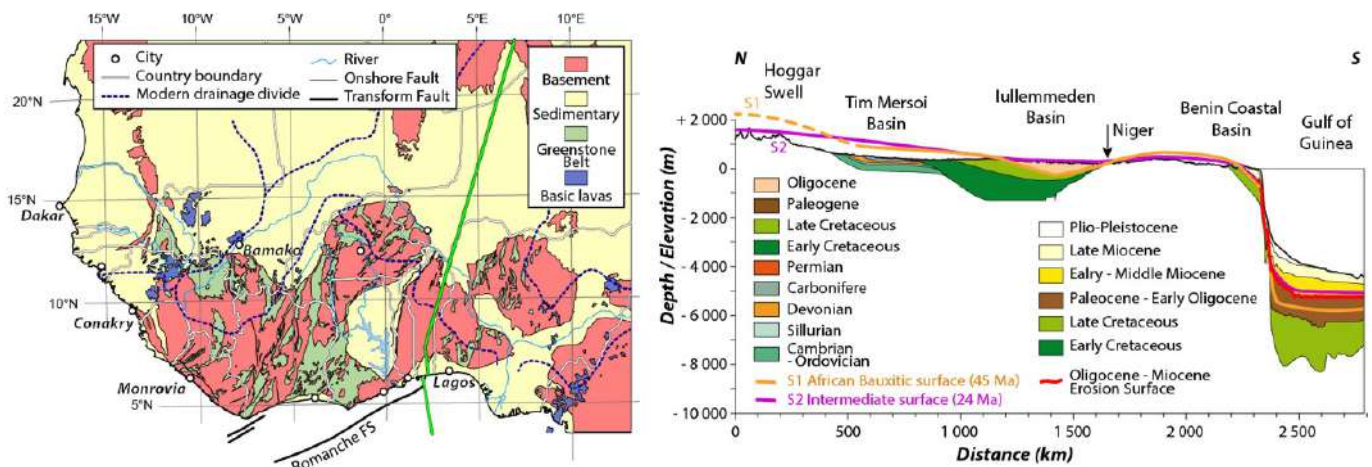 15°W 10°W 5°W 0° 5°E 10°E
City
Country boundary
Modern drainage divide
River
Onshore Fault
Transform Fault
Basement
Sedimentary
Greenstone
Belt
Basic lavas
20°N
15°N
10°N
5°N
Dakar
Bamako
Conakry
Monrovia
Lagos
Romanche FS
15°W 10°W 5°W 0° 5°E 10°E
N
S
Hoggar
Swell
Tim Mersoi
Basin
Iullemmeden
Basin
Niger
Benin Coastal
Basin
Gulf of
Guinea
S1
S2
Depth / Elevation (m)
+ 2 000
0
- 2 000
- 4 000
- 6 000
- 8 000
- 10 000
Oligocene
Paleogene
Late Cretaceous
Early Cretaceous
Permian
Carbonifere
Devonian
Sillurian
Cambrian
- Ordovician
S1 African Bauxitic surface (45 Ma)
S2 Intermediate surface (24 Ma)
Plio-Pleistocene
Late Miocene
Ealry - Middle Miocene
Paleocene - Early Oligocene
Late Cretaceous
Early Cretaceous
Oligocene - Miocene
Erosion Surface
0 500 1 000 1 500 2 000 2 500
Distance (km)